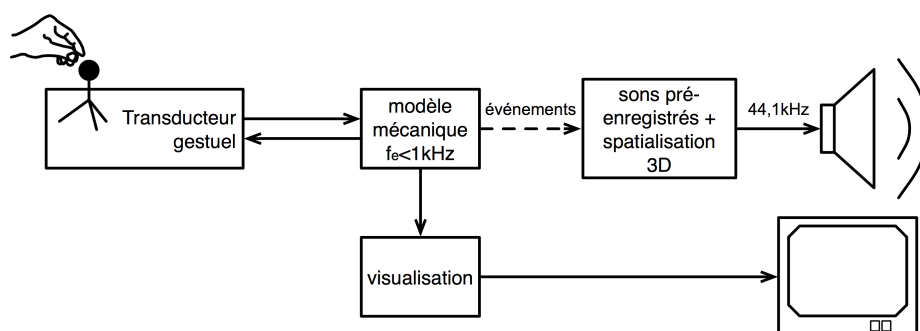 Transducteur
gestuel
modèle
mécanique
fe<1kHz
événements
sons pré-
enregistrés +
spatialisation
3D
44,1kHz
visualisation